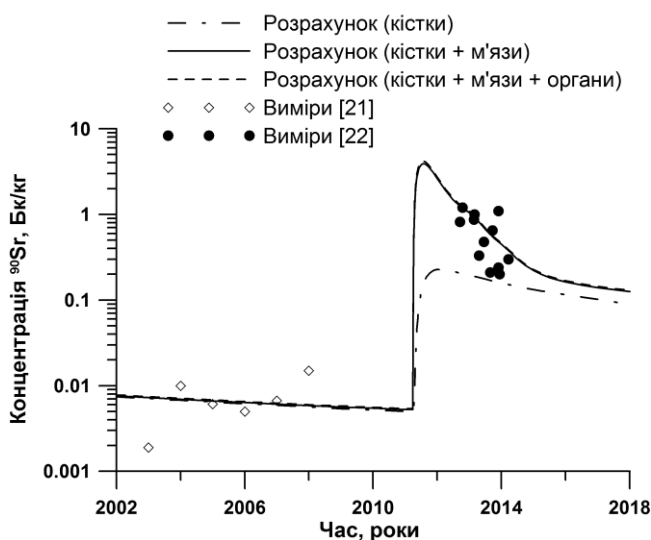 Розрахунок (кістки)
Розрахунок (кістки + м'язи)
Розрахунок (кістки + м'язи + органи)
Виміри [21]
Виміри [22]
Концентрація ⁹⁰Sr, Бк/кг
10
1
0.1
0.01
0.001
2002 2006 2010 2014 2018
Час, роки